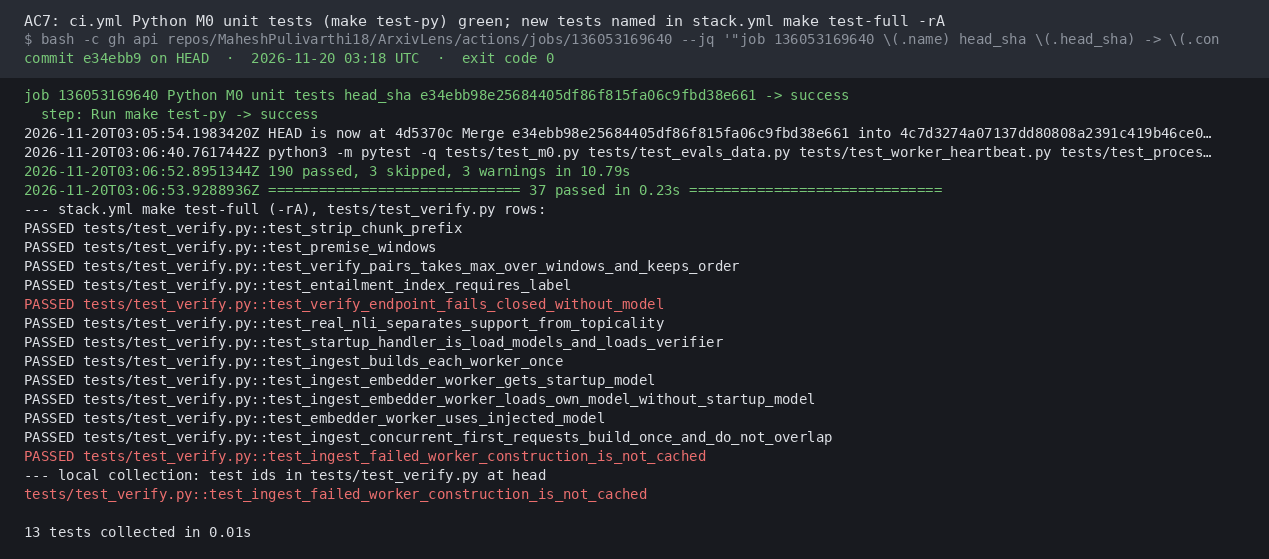 AC7: ci.yml Python M0 unit tests (make test-py) green; new tests named in stack.yml make test-full -rA
$ bash -c gh api repos/MaheshPulivarthi18/ArxivLens/actions/jobs/136053169640 --jq '"job 136053169640 \(.name) head_sha \(.head_sha) -> \(.con
commit e34ebb9 on HEAD · 2026-11-20 03:18 UTC · exit code 0
job 136053169640 Python M0 unit tests head_sha e34ebb98e25684405df86f815fa06c9fbd38e661 -> success
  step: Run make test-py -> success
2026-11-20T03:05:54.1983420Z HEAD is now at 4d5370c Merge e34ebb98e25684405df86f815fa06c9fbd38e661 into 4c7d3274a07137dd80808a2391c419b46ce0…
2026-11-20T03:06:40.7617442Z python3 -m pytest -q tests/test_m0.py tests/test_evals_data.py tests/test_worker_heartbeat.py tests/test_proces…
2026-11-20T03:06:52.8951344Z 190 passed, 3 skipped, 3 warnings in 10.79s
2026-11-20T03:06:53.9288936Z ============================== 37 passed in 0.23s ==============================
--- stack.yml make test-full (-rA), tests/test_verify.py rows:
PASSED tests/test_verify.py::test_strip_chunk_prefix
PASSED tests/test_verify.py::test_premise_windows
PASSED tests/test_verify.py::test_verify_pairs_takes_max_over_windows_and_keeps_order
PASSED tests/test_verify.py::test_entailment_index_requires_label
PASSED tests/test_verify.py::test_verify_endpoint_fails_closed_without_model
PASSED tests/test_verify.py::test_real_nli_separates_support_from_topicality
PASSED tests/test_verify.py::test_startup_handler_is_load_models_and_loads_verifier
PASSED tests/test_verify.py::test_ingest_builds_each_worker_once
PASSED tests/test_verify.py::test_ingest_embedder_worker_gets_startup_model
PASSED tests/test_verify.py::test_ingest_embedder_worker_loads_own_model_without_startup_model
PASSED tests/test_verify.py::test_embedder_worker_uses_injected_model
PASSED tests/test_verify.py::test_ingest_concurrent_first_requests_build_once_and_do_not_overlap
PASSED tests/test_verify.py::test_ingest_failed_worker_construction_is_not_cached
--- local collection: test ids in tests/test_verify.py at head
tests/test_verify.py::test_ingest_failed_worker_construction_is_not_cached
13 tests collected in 0.01s